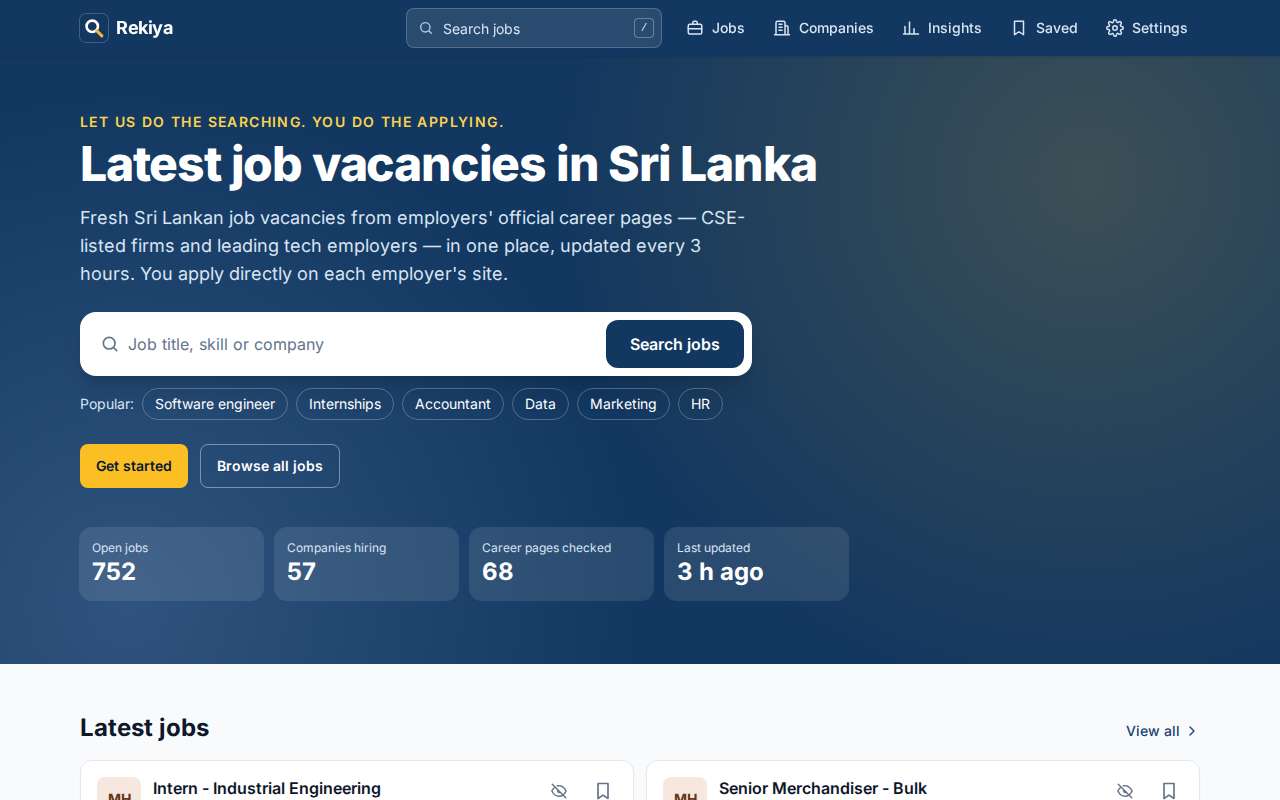 Rekiya
Search jobs /
Jobs
Companies
Insights
Saved
Settings
LET US DO THE SEARCHING. YOU DO THE APPLYING.
Latest job vacancies in Sri Lanka
Fresh Sri Lankan job vacancies from employers' official career pages — CSE-
listed firms and leading tech employers — in one place, updated every 3
hours. You apply directly on each employer's site.
Job title, skill or company
Search jobs
Popular: Software engineer Internships Accountant Data Marketing HR
Get started
Browse all jobs
Open jobs
752
Companies hiring
57
Career pages checked
68
Last updated
3 h ago
Latest jobs
View all
MH
Intern - Industrial Engineering
MH
Senior Merchandiser - Bulk